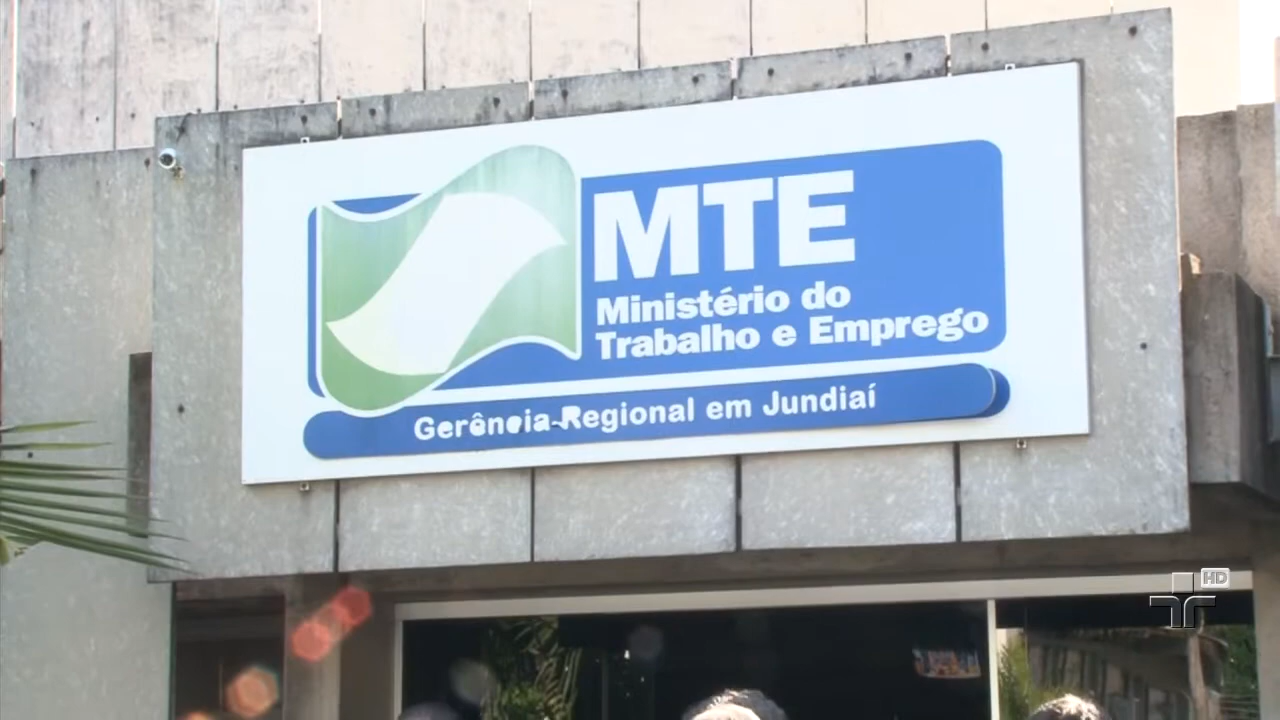 MTE
Ministério do
Trabalho e Emprego
Gerência Regional em Jundiaí
HD